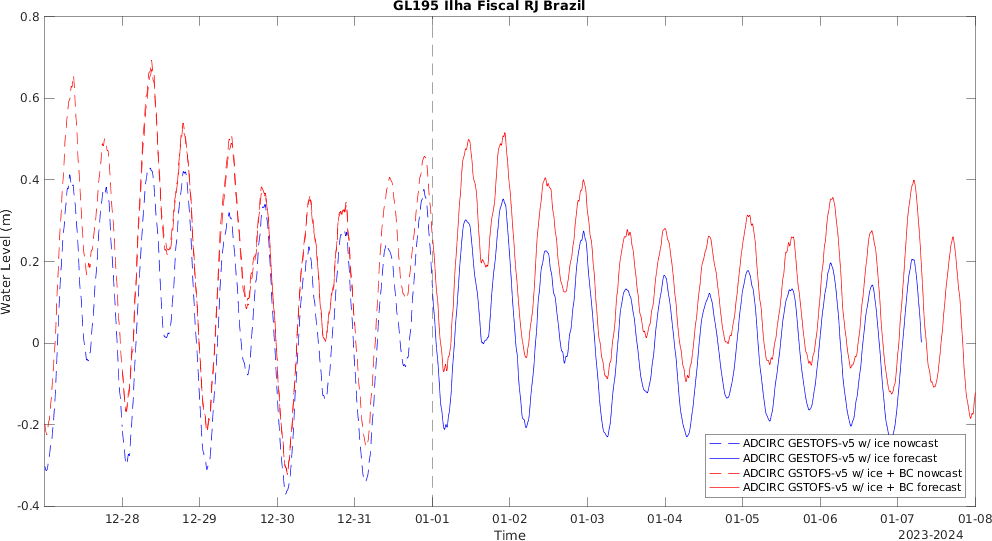 GL195 Ilha Fiscal RJ Brazil
0.8
0.6
0.4
0.2
0
-0.2
-0.4
Water Level (m)
12-28 12-29 12-30 12-31 01-01 01-02 01-03 01-04 01-05 01-06 01-07 01-08
Time
2023-2024
ADCIRC GESTOFS-v5 w/ ice nowcast
ADCIRC GESTOFS-v5 w/ ice forecast
ADCIRC GSTOFS-v5 w/ ice + BC nowcast
ADCIRC GSTOFS-v5 w/ ice + BC forecast